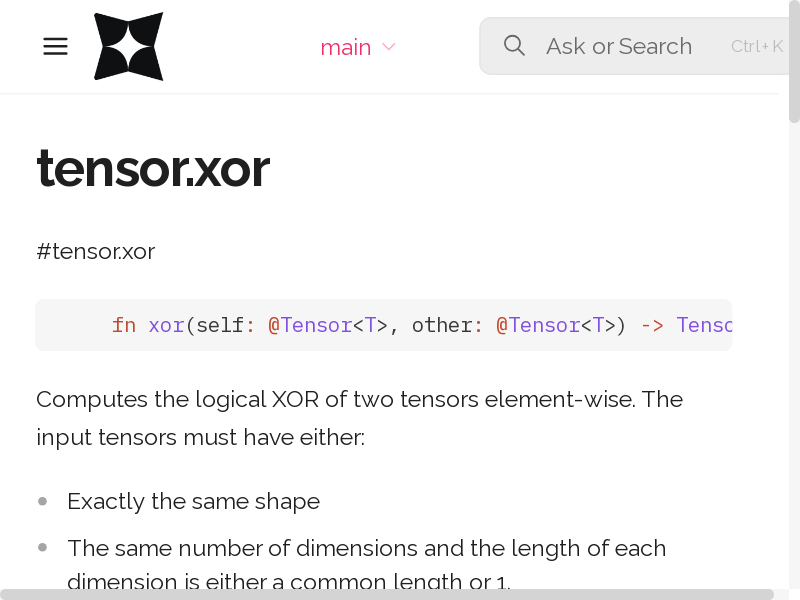 main
Ask or Search
Ctrl+K
tensor.xor
#tensor.xor
fn xor(self: @Tensor<T>, other: @Tensor<T>) -> Tenso
Computes the logical XOR of two tensors element-wise. The
input tensors must have either:
Exactly the same shape
The same number of dimensions and the length of each
dimension is either a common length or 1.